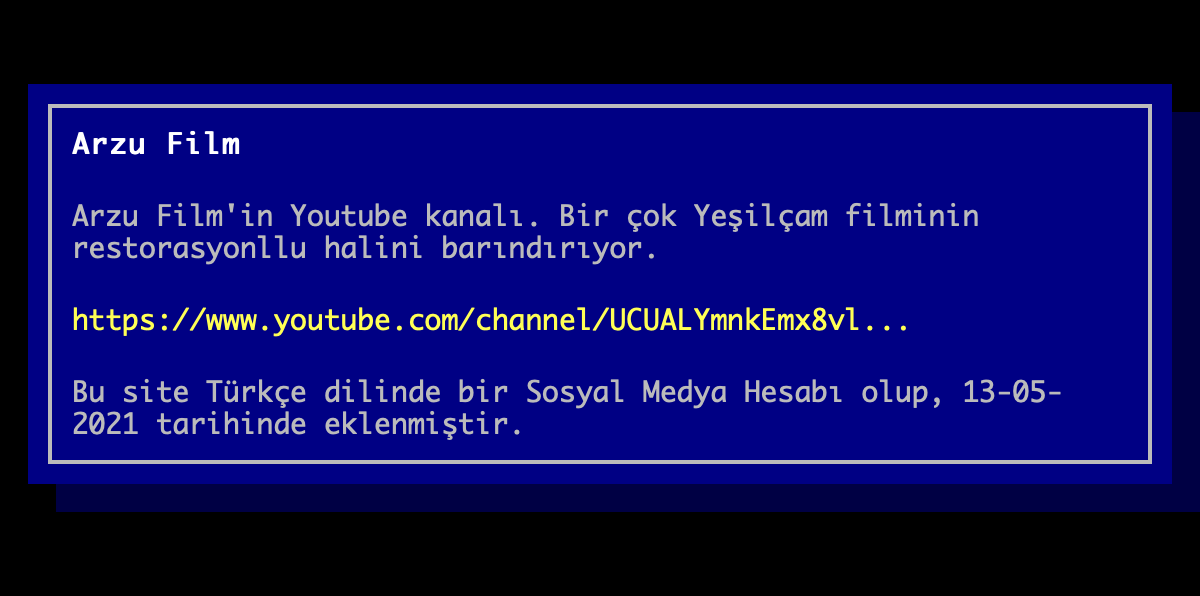 Arzu Film
Arzu Film'in Youtube kanalı. Bir çok Yeşilçam filminin
restorasyonllu halini barındırıyor.
https://www.youtube.com/channel/UCUALYmnkEmx8vl...
Bu site Türkçe dilinde bir Sosyal Medya Hesabı olup, 13-05-
2021 tarihinde eklenmiştir.